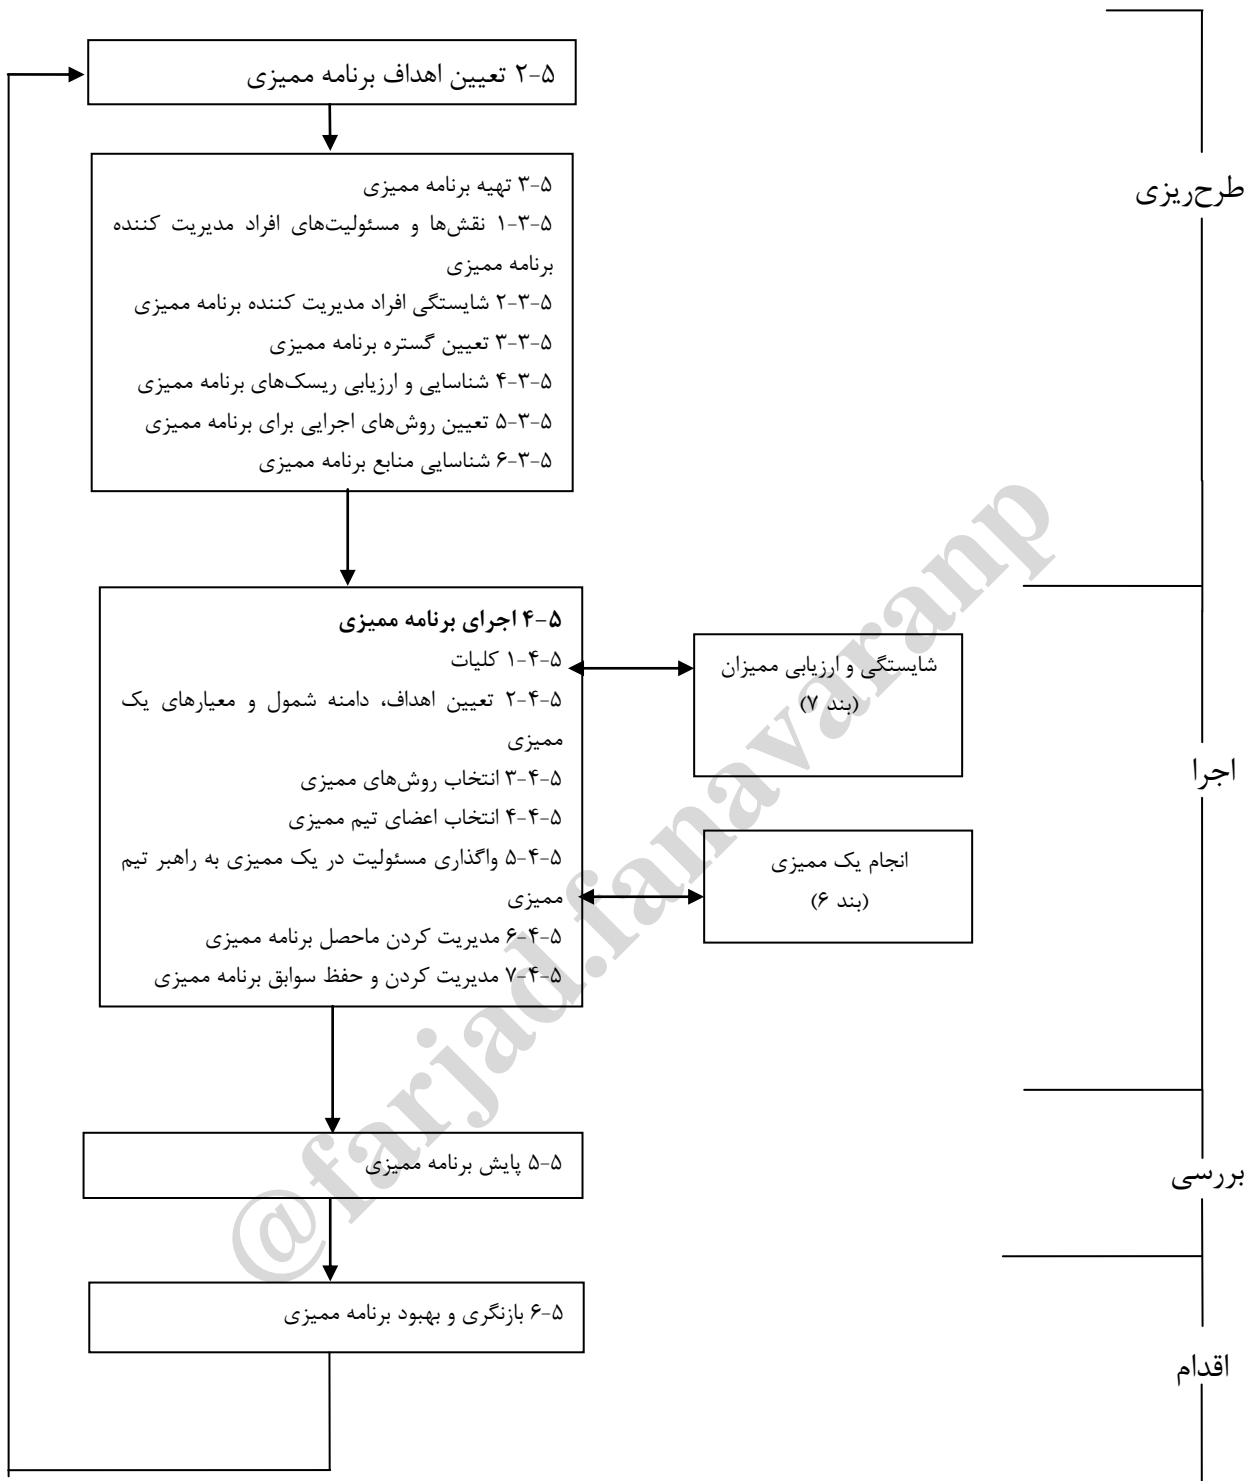 ۲-۵ تعیین اهداف برنامه ممیزی
۳-۵ تهیه برنامه ممیزی
۱-۳-۵ نقش‌ها و مسئولیت‌های افراد مدیریت کننده
برنامه ممیزی
۲-۳-۵ شایستگی افراد مدیریت کننده برنامه ممیزی
۳-۳-۵ تعیین گستره برنامه ممیزی
۴-۳-۵ شناسایی و ارزیابی ریسک‌های برنامه ممیزی
۵-۳-۵ تعیین روش‌های اجرایی برای برنامه ممیزی
۶-۳-۵ شناسایی منابع برنامه ممیزی
طرح‌ریزی
۴-۵ اجرای برنامه ممیزی
۱-۴-۵ کلیات
۲-۴-۵ تعیین اهداف، دامنه شمول و معیارهای یک
ممیزی
۳-۴-۵ انتخاب روش‌های ممیزی
۴-۴-۵ انتخاب اعضای تیم ممیزی
۵-۴-۵ واگذاری مسئولیت در یک ممیزی به راهبر تیم
ممیزی
۶-۴-۵ مدیریت کردن ماحصل برنامه ممیزی
۷-۴-۵ مدیریت کردن و حفظ سوابق برنامه ممیزی
شایستگی و ارزیابی ممیزان
(بند ۷)
انجام یک ممیزی
(بند ۶)
اجرا
۵-۵ پایش برنامه ممیزی
بررسی
۶-۵ بازنگری و بهبود برنامه ممیزی
اقدام
@farjad.fanavaranp